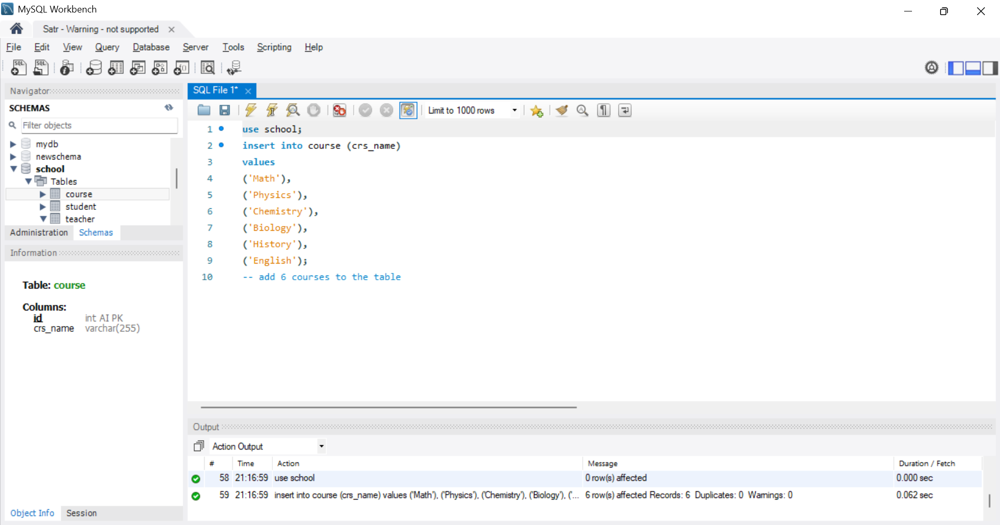 MySQL Workbench
Satr - Warning - not supported
File Edit View Query Database Server Tools Scripting Help
Navigator
SCHEMAS
Filter objects
mydb
newschema
school
Tables
course
student
teacher
Administration Schemas
Information
Table: course
Columns:
id int AI PK
crs_name varchar(255)
Object Info Session
SQL File 1*
Limit to 1000 rows
1 use school;
2 insert into course (crs_name)
3 values
4 ('Math'),
5 ('Physics'),
6 ('Chemistry'),
7 ('Biology'),
8 ('History'),
9 ('English');
10 -- add 6 courses to the table
Output
Action Output
# Time Action Message Duration / Fetch
58 21:16:59 use school 0 row(s) affected 0.000 sec
59 21:16:59 insert into course (crs_name) values ('Math'), ('Physics'), ('Chemistry'), ('Biology'), ('... 6 row(s) affected Records: 6 Duplicates: 0 Warnings: 0 0.062 sec